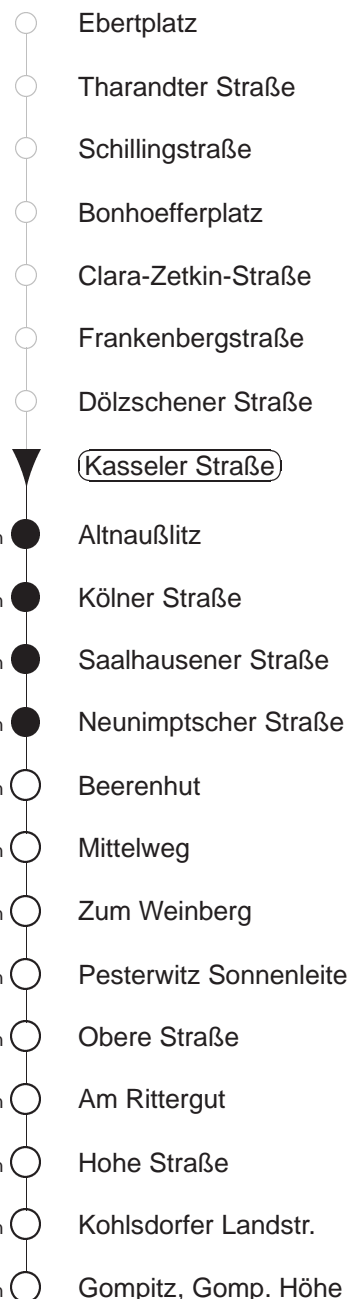 Ebertplatz
Tharandter Straße
Schillingstraße
Bonhoefferplatz
Clara-Zetkin-Straße
Frankenbergstraße
Dölzschener Straße
Kasseler Straße
n Altnaußlitz
n Kölner Straße
n Saalhausener Straße
n Neunimptscher Straße
n Beerenhut
n Mittelweg
n Zum Weinberg
n Pesterwitz Sonnenleite
n Obere Straße
n Am Rittergut
n Hohe Straße
n Kohlsdorfer Landstr.
n Gompitz, Gomp. Höhe